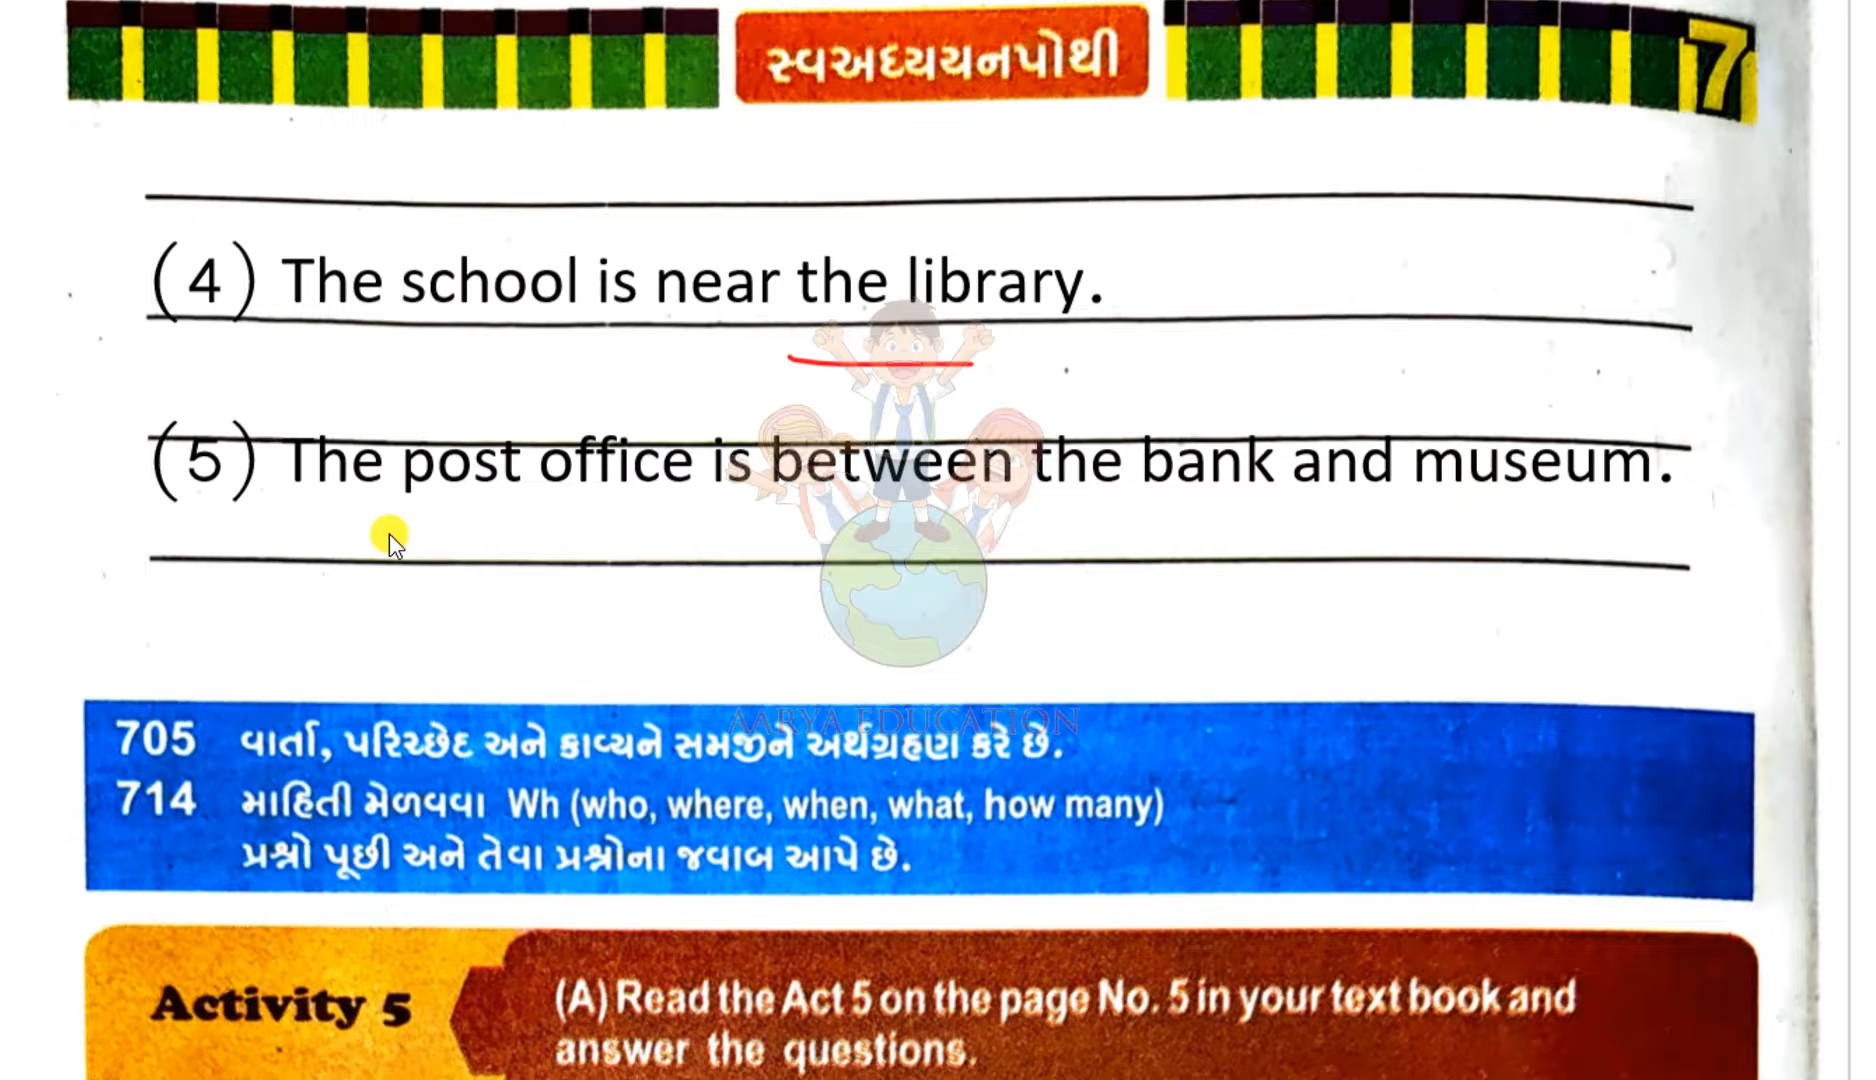 સ્વઅધ્યયનપોથી
7
(4) The school is near the library.
(5) The post office is between the bank and museum.
AARYA EDUCATION
705 વાર્તા, પરિચ્છેદ અને કાવ્યને સમજીને અર્થગ્રહણ કરે છે.
714 માહિતી મેળવવા Wh (who, where, when, what, how many)
પ્રશ્નો પૂછી અને તેવા પ્રશ્નોના જવાબ આપે છે.
Activity 5
(A) Read the Act 5 on the page No. 5 in your text book and
answer the questions.